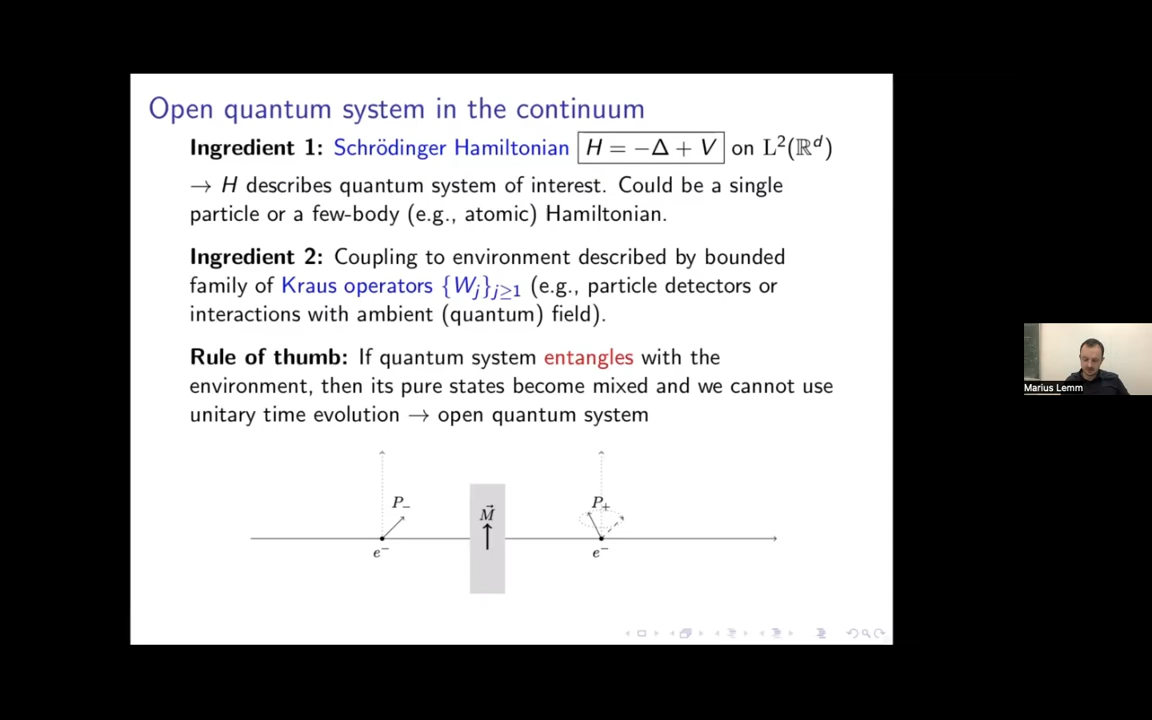 Open quantum system in the continuum
Ingredient 1: Schrödinger Hamiltonian H = −Δ + V on L²(ℝᵈ)
→ H describes quantum system of interest. Could be a single
particle or a few-body (e.g., atomic) Hamiltonian.
Ingredient 2: Coupling to environment described by bounded
family of Kraus operators {Wⱼ}ⱼ≥₁ (e.g., particle detectors or
interactions with ambient (quantum) field).
Rule of thumb: If quantum system entangles with the
environment, then its pure states become mixed and we cannot use
unitary time evolution → open quantum system
P₋
M⃗
P₊
e⁻
e⁻
Marius Lemm